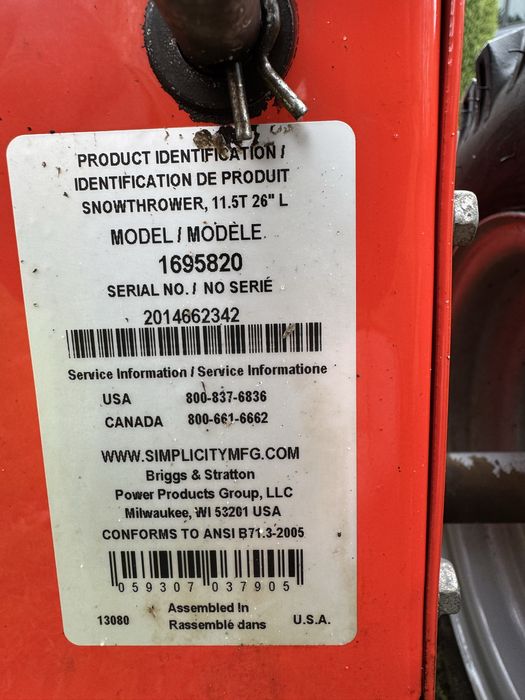 PRODUCT IDENTIFICATION /
IDENTIFICATION DE PRODUIT
SNOWTHROWER, 11.5T 26" L
MODEL / MODÈLE
1695820
SERIAL NO. / NO SERIÉ
2014662342
Service Information / Service Informatione
USA 800-837-6836
CANADA 800-661-6662
WWW.SIMPLICITYMFG.COM
Briggs & Stratton
Power Products Group, LLC
Milwaukee, WI 53201 USA
CONFORMS TO ANSI B71.3-2005
059307 037905
13080 Assembled In U.S.A.
Rassemblé dans